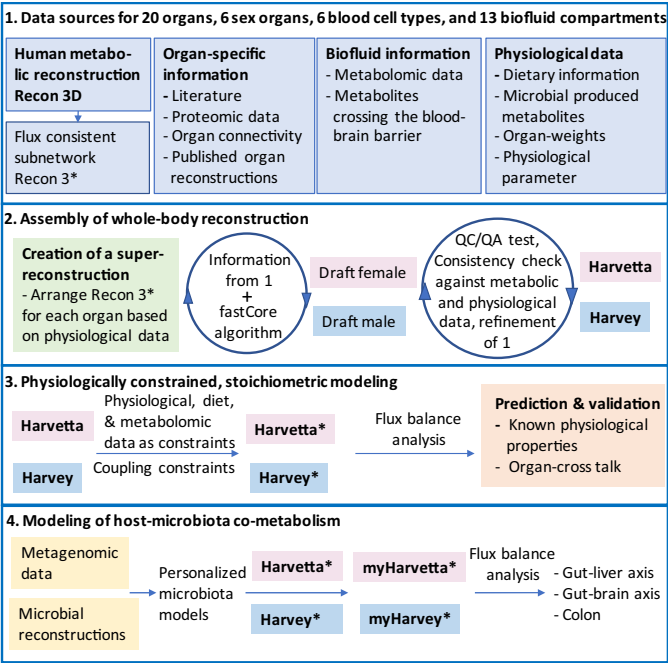 1. Data sources for 20 organs, 6 sex organs, 6 blood cell types, and 13 biofluid compartments
Human metabo-
lic reconstruction
Recon 3D
Flux consistent
subnetwork
Recon 3*
Organ-specific
information
- Literature
- Proteomic data
- Organ connectivity
- Published organ
reconstructions
Biofluid information
- Metabolomic data
- Metabolites
crossing the blood-
brain barrier
Physiological data
- Dietary information
- Microbial produced
metabolites
- Organ-weights
- Physiological
parameter
2. Assembly of whole-body reconstruction
Creation of a super-
reconstruction
- Arrange Recon 3*
for each organ based
on physiological data
Information
from 1
+
fastCore
algorithm
Draft female
Draft male
QC/QA test,
Consistency check
against metabolic
and physiological
data, refinement
of 1
Harvetta
Harvey
3. Physiologically constrained, stoichiometric modeling
Harvetta
Harvey
Physiological, diet,
& metabolomic
data as constraints
Coupling constraints
Harvetta*
Harvey*
Flux balance
analysis
Prediction & validation
- Known physiological
properties
- Organ-cross talk
4. Modeling of host-microbiota co-metabolism
Metagenomic
data
Microbial
reconstructions
Personalized
microbiota
models
Harvetta*
Harvey*
myHarvetta*
myHarvey*
Flux balance
analysis
- Gut-liver axis
- Gut-brain axis
- Colon